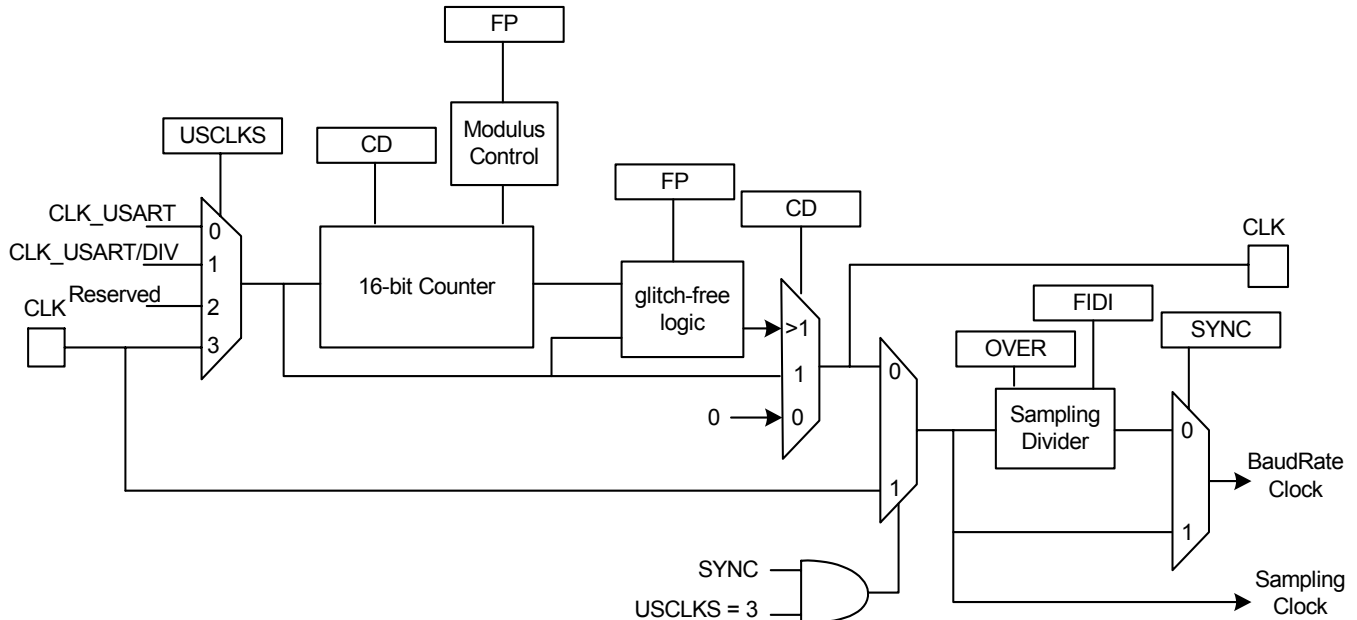 FP
USCLKS
CD
Modulus
Control
FP
CD
CLK_USART
0
CLK_USART/DIV
1
Reserved
2
CLK
3
16-bit Counter
glitch-free
logic
>1
1
0
0
CLK
FIDI
OVER
SYNC
0
1
Sampling
Divider
0
1
BaudRate
Clock
SYNC
USCLKS = 3
Sampling
Clock